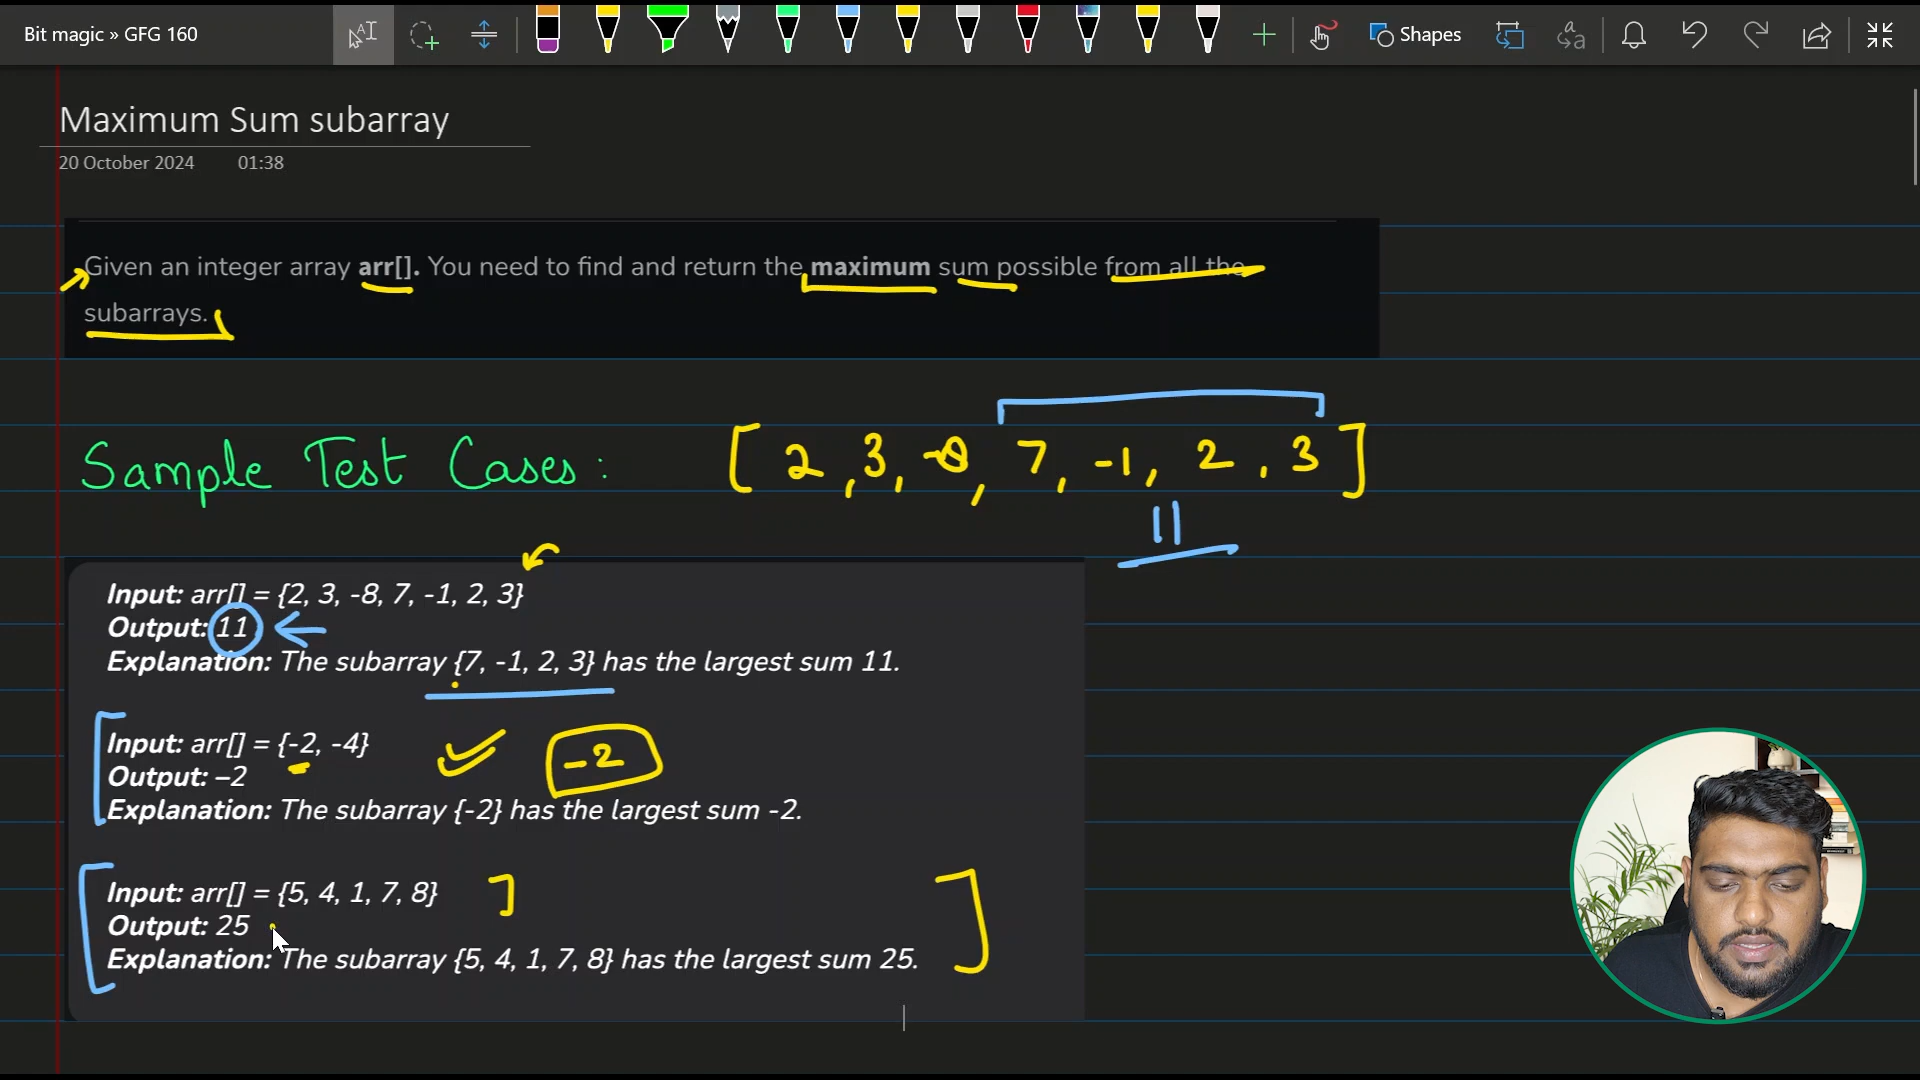 Bit magic » GFG 160
Shapes
Maximum Sum subarray
20 October 2024 01:38
Given an integer array arr[]. You need to find and return the maximum sum possible from all the
subarrays.
Sample Test Cases : [ 2 , 3 , -8 , 7 , -1 , 2 , 3 ]
11
Input: arr[] = {2, 3, -8, 7, -1, 2, 3}
Output: 11
Explanation: The subarray {7, -1, 2, 3} has the largest sum 11.
Input: arr[] = {-2, -4}
-2
Output: –2
Explanation: The subarray {-2} has the largest sum -2.
Input: arr[] = {5, 4, 1, 7, 8}
Output: 25
Explanation: The subarray {5, 4, 1, 7, 8} has the largest sum 25.